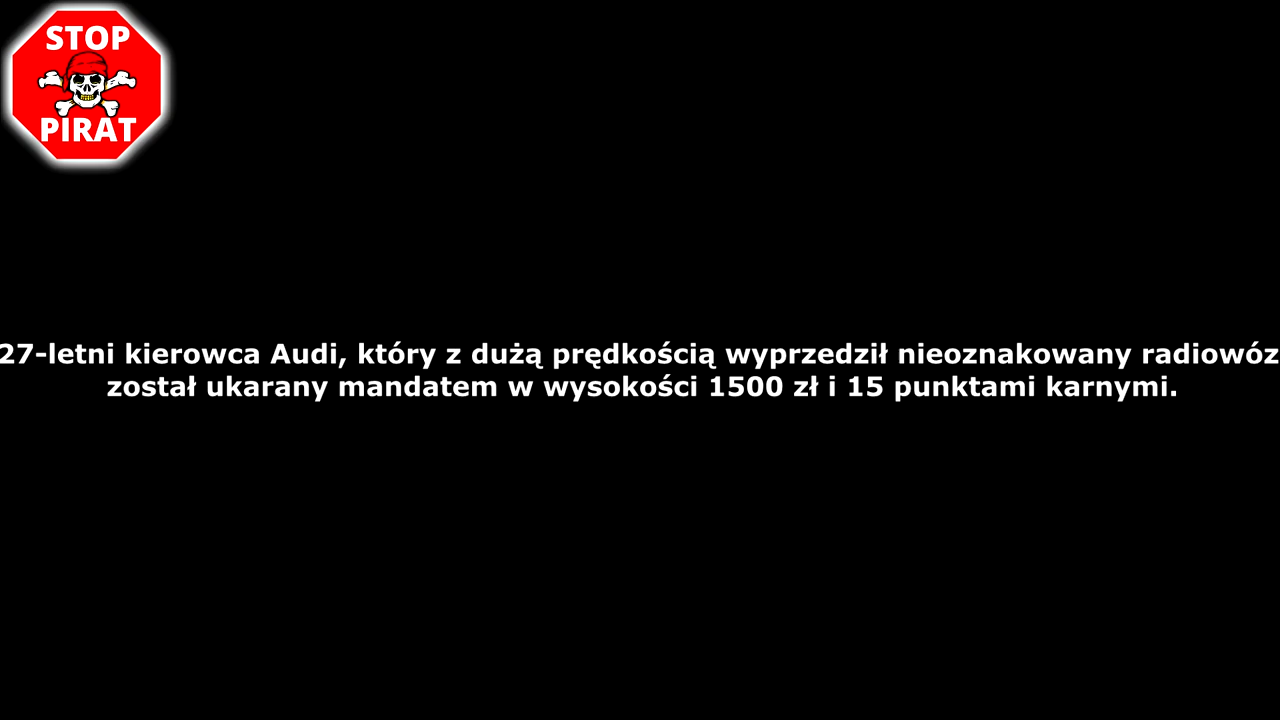 STOP
PIRAT
27-letni kierowca Audi, który z dużą prędkością wyprzedził nieoznakowany radiowóz
został ukarany mandatem w wysokości 1500 zł i 15 punktami karnymi.